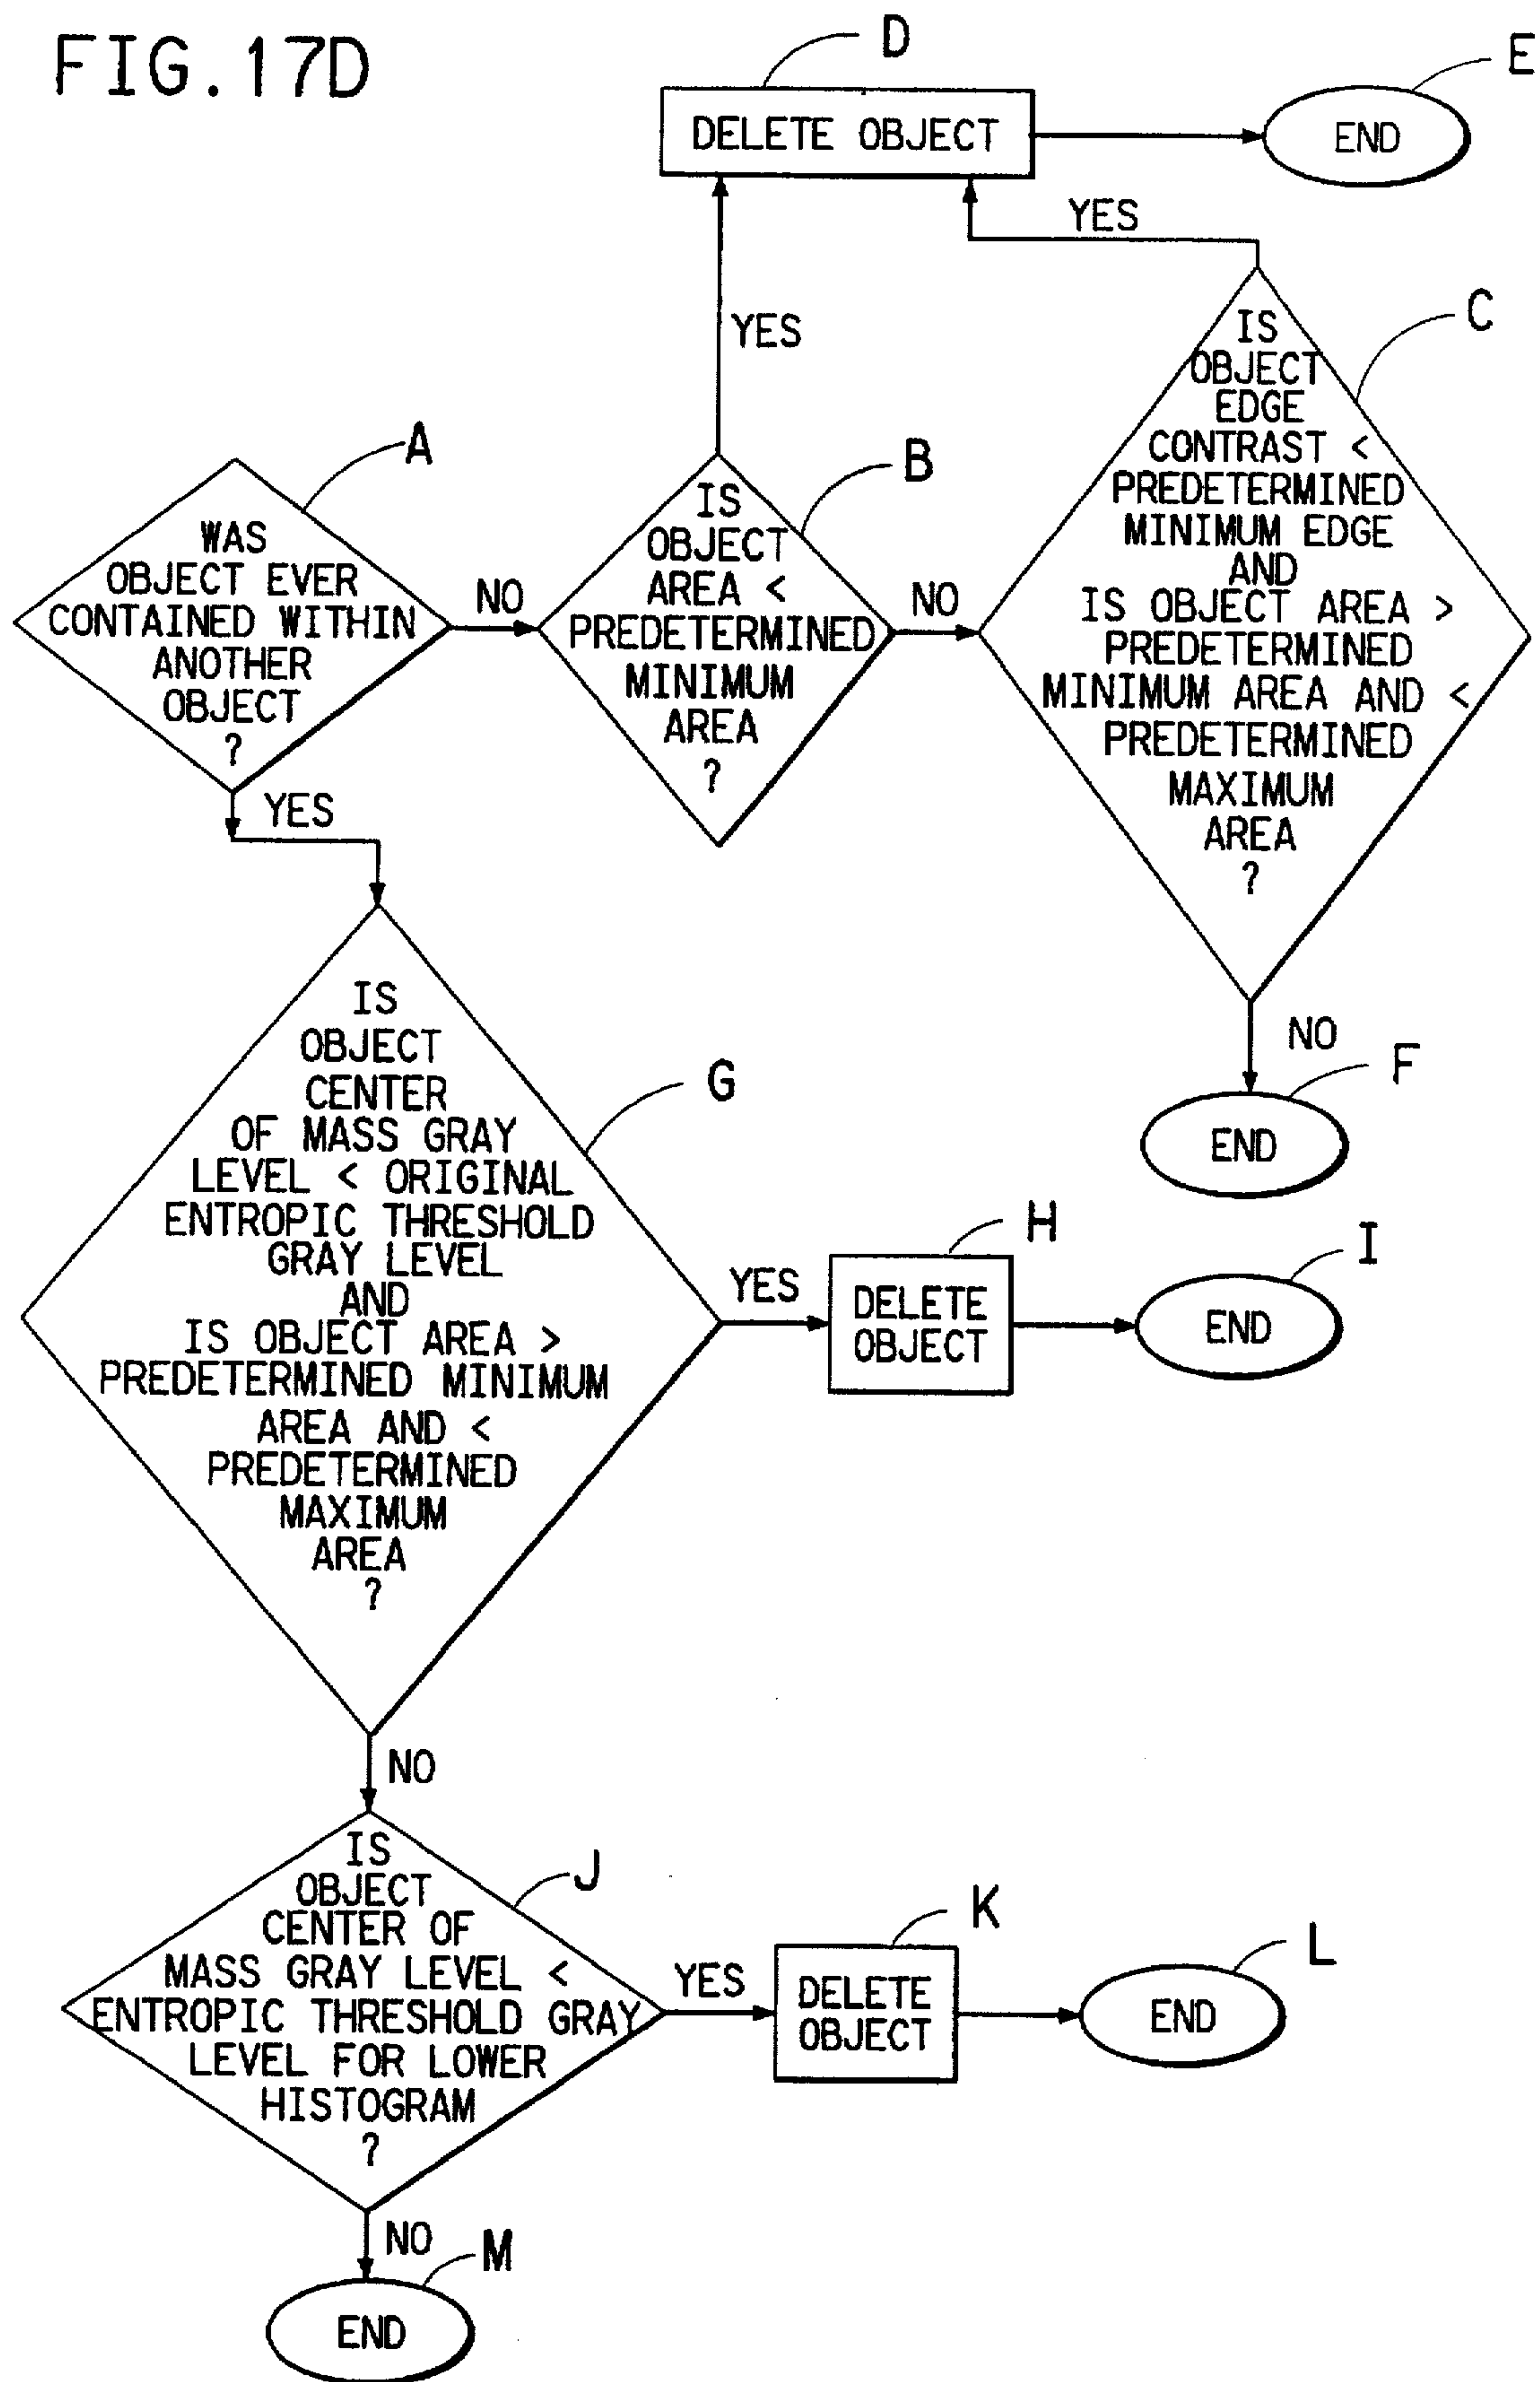 FIG.17D
D
DELETE OBJECT
E
END
YES
YES
A
WAS
OBJECT EVER
CONTAINED WITHIN
ANOTHER
OBJECT
?
NO
B
IS
OBJECT
AREA <
PREDETERMINED
MINIMUM
AREA
?
NO
C
IS
OBJECT
EDGE
CONTRAST <
PREDETERMINED
MINIMUM EDGE
AND
IS OBJECT AREA >
PREDETERMINED
MINIMUM AREA AND <
PREDETERMINED
MAXIMUM
AREA
?
NO
F
END
YES
G
IS
OBJECT
CENTER
OF MASS GRAY
LEVEL < ORIGINAL
ENTROPIC THRESHOLD
GRAY LEVEL
AND
IS OBJECT AREA >
PREDETERMINED MINIMUM
AREA AND <
PREDETERMINED
MAXIMUM
AREA
?
YES
H
DELETE
OBJECT
I
END
NO
J
IS
OBJECT
CENTER OF
MASS GRAY LEVEL <
ENTROPIC THRESHOLD GRAY
LEVEL FOR LOWER
HISTOGRAM
?
YES
K
DELETE
OBJECT
L
END
NO
M
END